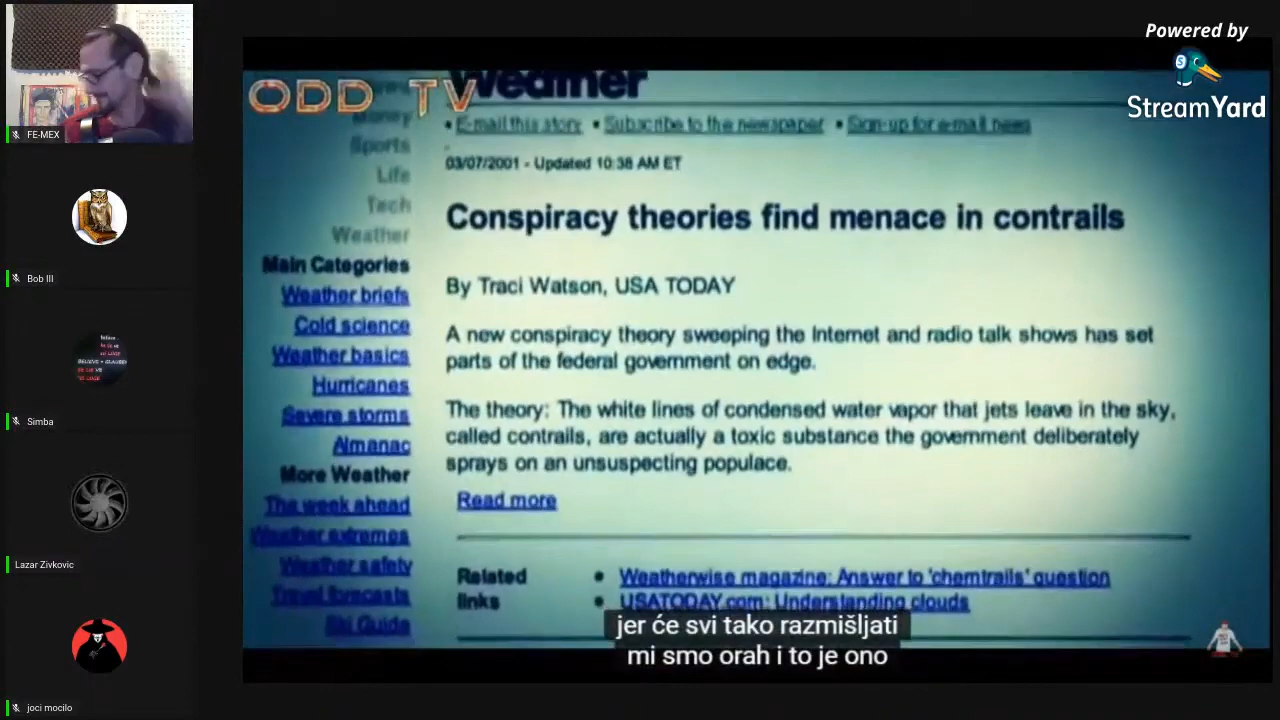 Powered by
StreamYard
FE-MEX
Bob III
Simba
Lazar Zivkovic
joci mocilo
ODD TV
Weather
Money
Sports
Life
Tech
Weather
Main Categories
Weather briefs
Cold science
Weather basics
Hurricanes
Severe storms
Almanac
More Weather
The week ahead
Weather extremes
Weather safety
Travel forecasts
Ski Guide
• E-mail this story • Subscribe to the newspaper • Sign-up for e-mail news
03/07/2001 - Updated 10:38 AM ET
Conspiracy theories find menace in contrails
By Traci Watson, USA TODAY
A new conspiracy theory sweeping the Internet and radio talk shows has set
parts of the federal government on edge.
The theory: The white lines of condensed water vapor that jets leave in the sky,
called contrails, are actually a toxic substance the government deliberately
sprays on an unsuspecting populace.
Read more
Related links
• Weatherwise magazine: Answer to 'chemtrails' question
• USATODAY.com: Understanding clouds
jer će svi tako razmišljati
mi smo orah i to je ono